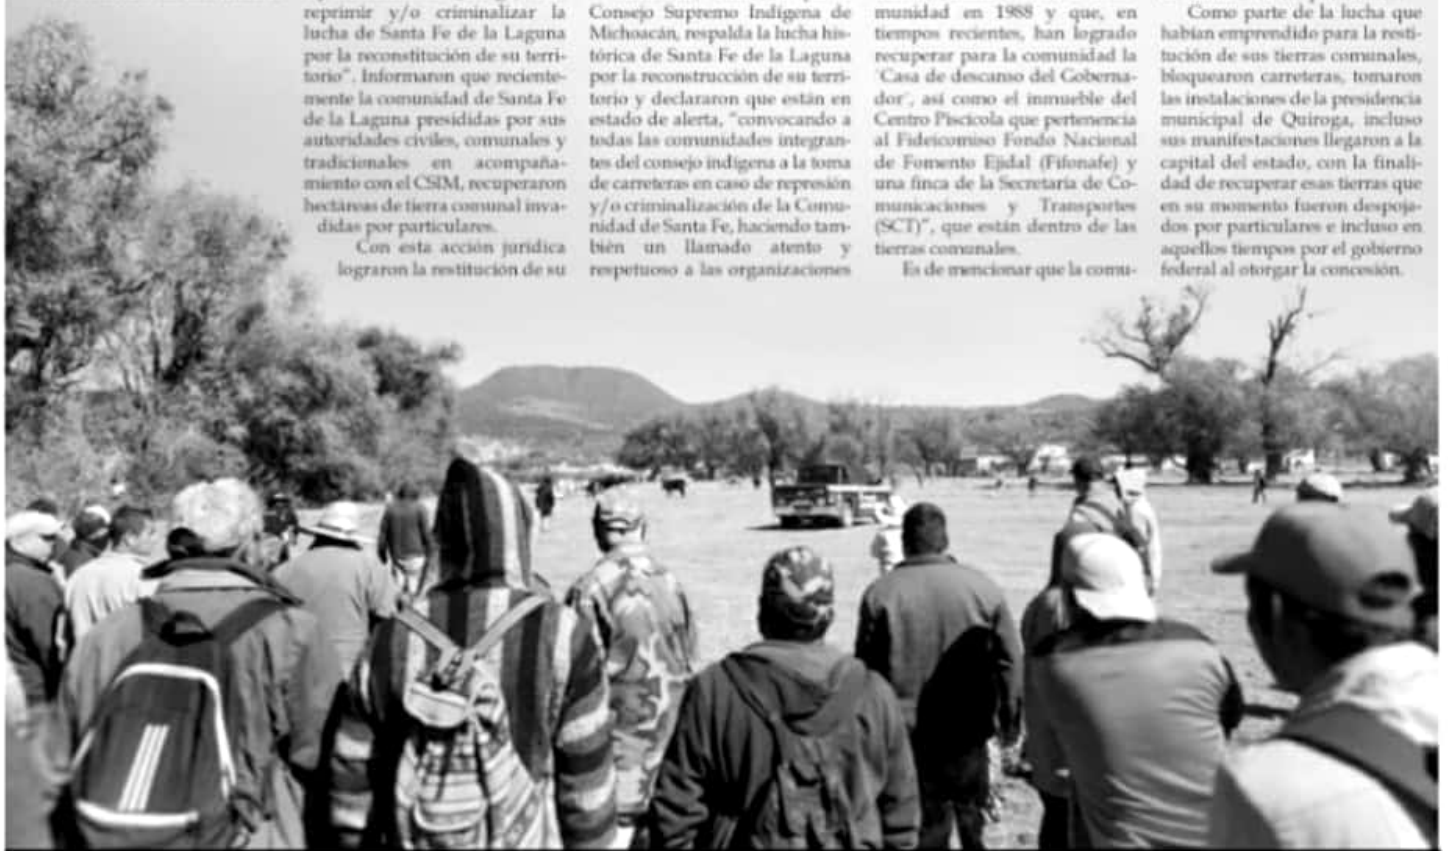 reprimir y/o criminalizar la
lucha de Santa Fe de la Laguna
por la reconstitución de su terri-
torio". Informaron que reciente-
mente la comunidad de Santa Fe
de la Laguna presididas por sus
autoridades civiles, comunales y
tradicionales en acompaña-
miento con el CSIM, recuperaron
hectáreas de tierra comunal inva-
didas por particulares.
Con esta acción jurídica
lograron la restitución de su
Consejo Supremo Indígena de
Michoacán, respalda la lucha his-
tórica de Santa Fe de la Laguna
por la reconstrucción de su terri-
torio y declararon que están en
estado de alerta, "convocando a
todas las comunidades integran-
tes del consejo indígena a la toma
de carreteras en caso de represión
y/o criminalización de la Comu-
nidad de Santa Fe, haciendo tam-
bién un llamado atento y
respetuoso a las organizaciones
munidad en 1988 y que, en
tiempos recientes, han logrado
recuperar para la comunidad la
'Casa de descanso del Goberna-
dor', así como el inmueble del
Centro Piscícola que pertenencia
al Fideicomiso Fondo Nacional
de Fomento Ejidal (Fifonafe) y
una finca de la Secretaría de Co-
municaciones y Transportes
(SCT)", que están dentro de las
tierras comunales.
Es de mencionar que la comu-
Como parte de la lucha que
habían emprendido para la resti-
tución de sus tierras comunales,
bloquearon carreteras, tomaron
las instalaciones de la presidencia
municipal de Quiroga, incluso
sus manifestaciones llegaron a la
capital del estado, con la finali-
dad de recuperar esas tierras que
en su momento fueron despoja-
dos por particulares e incluso en
aquellos tiempos por el gobierno
federal al otorgar la concesión.